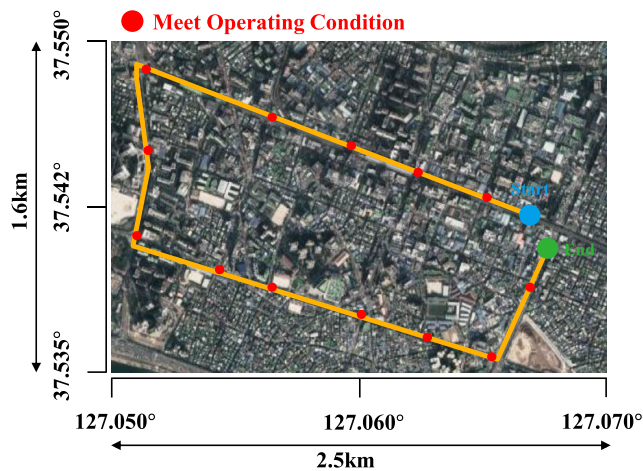 Meet Operating Condition
37.550°
37.542°
37.535°
1.6km
Start
End
127.050°
127.060°
127.070°
2.5km